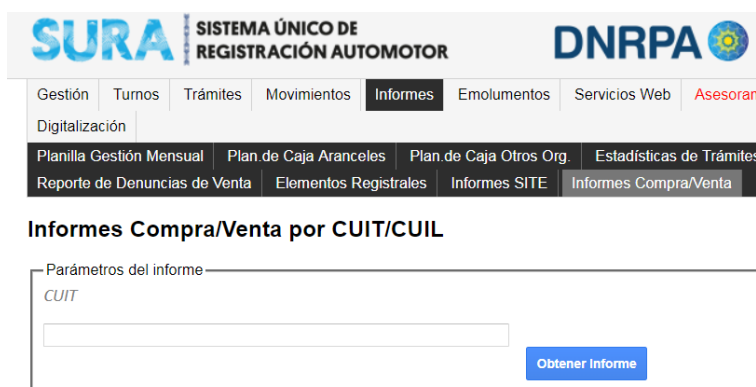 SURA SISTEMA ÚNICO DE
REGISTRACIÓN AUTOMOTOR
DNRPA
Gestión Turnos Trámites Movimientos Informes Emolumentos Servicios Web
Digitalización
Planilla Gestión Mensual Plan.de Caja Aranceles Plan.de Caja Otros Org. Estadísticas de Trámites
Reporte de Denuncias de Venta Elementos Registrales Informes SITE Informes Compra/Venta
Informes Compra/Venta por CUIT/CUIL
Parámetros del informe
CUIT
Obtener Informe